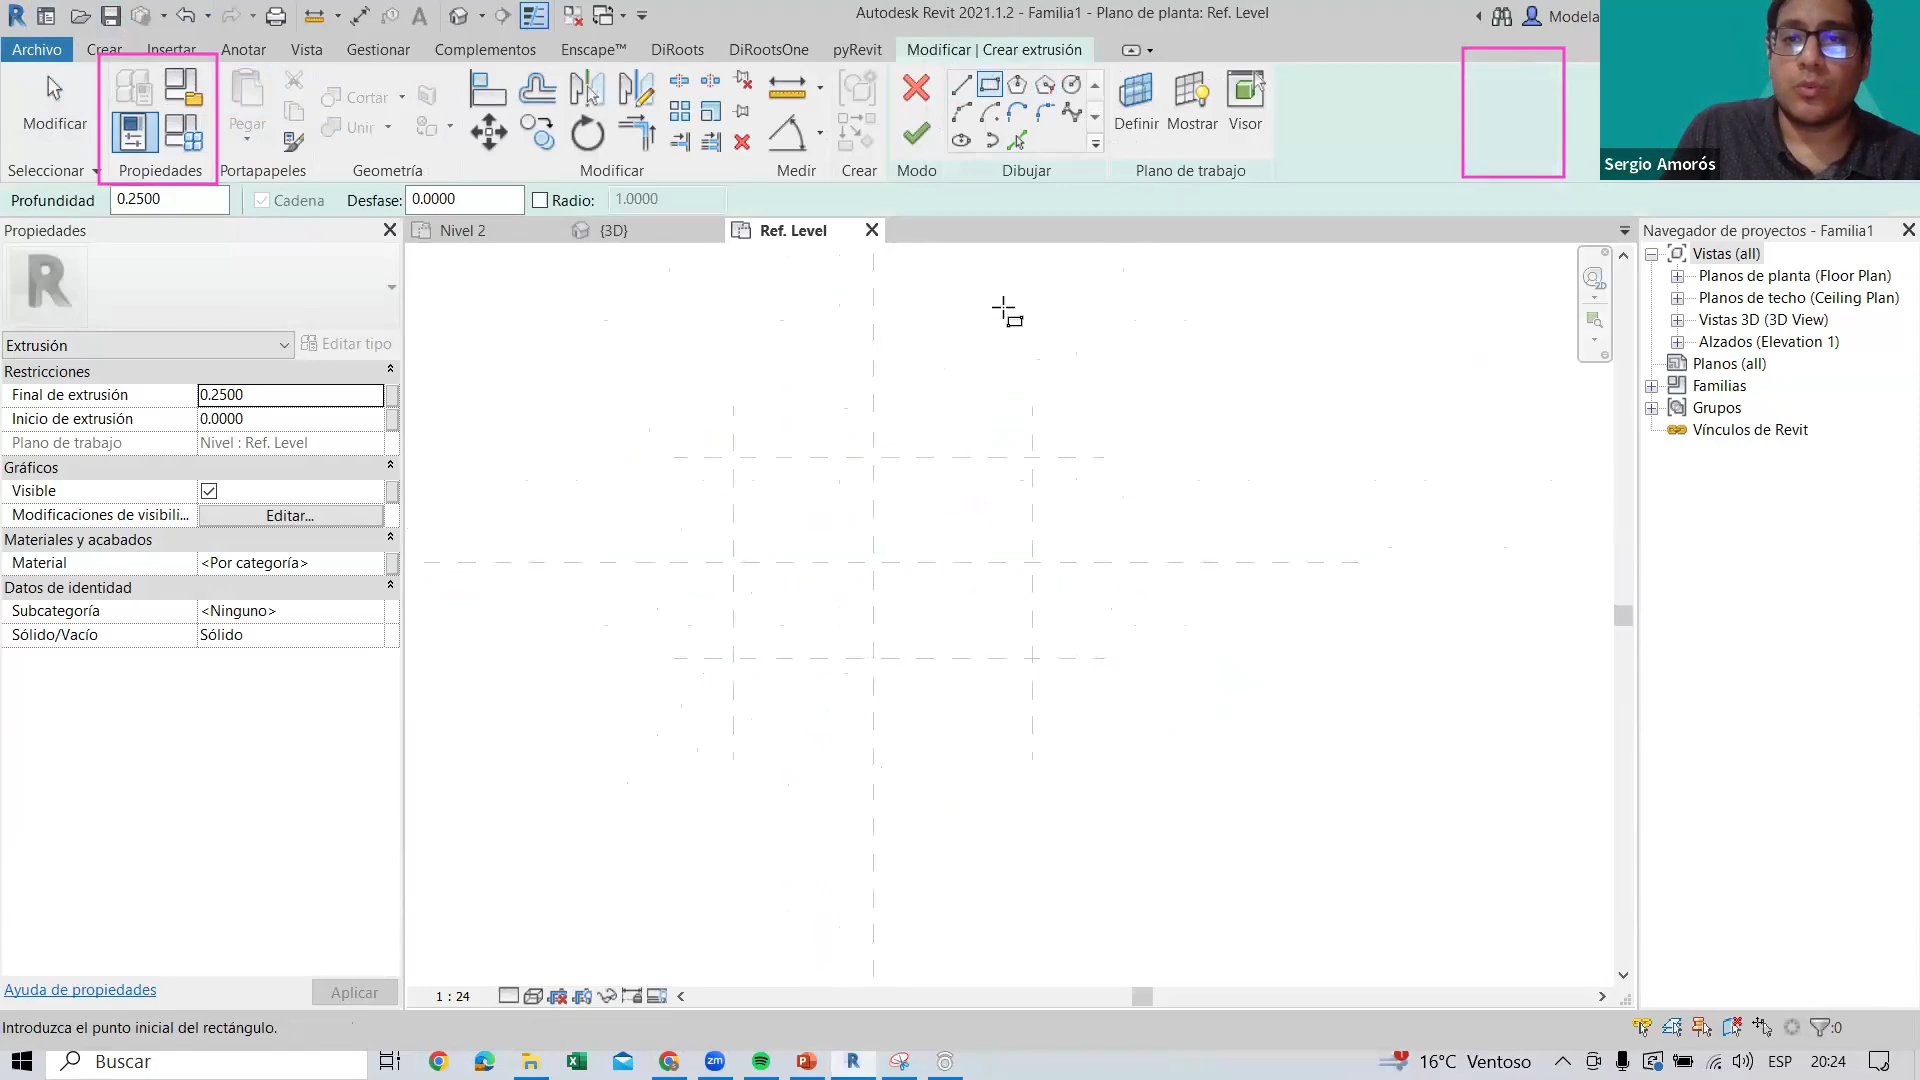 Autodesk Revit 2021.1.2 - Familia1 - Plano de planta: Ref. Level
Modela
Archivo Crear Insertar Anotar Vista Gestionar Complementos Enscape™ DiRoots DiRootsOne pyRevit Modificar | Crear extrusión
Modificar
Pegar
Cortar
Unir
Definir Mostrar Visor
Seleccionar Propiedades Portapapeles Geometría Modificar Medir Crear Modo Dibujar Plano de trabajo
Sergio Amorós
Profundidad 0.2500 Cadena Desfase: 0.0000 Radio: 1.0000
Propiedades
Nivel 2 {3D} Ref. Level
Navegador de proyectos - Familia1
R
Extrusión Editar tipo
Restricciones
Final de extrusión 0.2500
Inicio de extrusión 0.0000
Plano de trabajo Nivel : Ref. Level
Gráficos
Visible
Modificaciones de visibili... Editar...
Materiales y acabados
Material <Por categoría>
Datos de identidad
Subcategoría <Ninguno>
Sólido/Vacío Sólido
Vistas (all)
Planos de planta (Floor Plan)
Planos de techo (Ceiling Plan)
Vistas 3D (3D View)
Alzados (Elevation 1)
Planos (all)
Familias
Grupos
Vínculos de Revit
Ayuda de propiedades Aplicar
1 : 24
Introduzca el punto inicial del rectángulo.
:0
Buscar
zm
16°C Ventoso
ESP
20:24